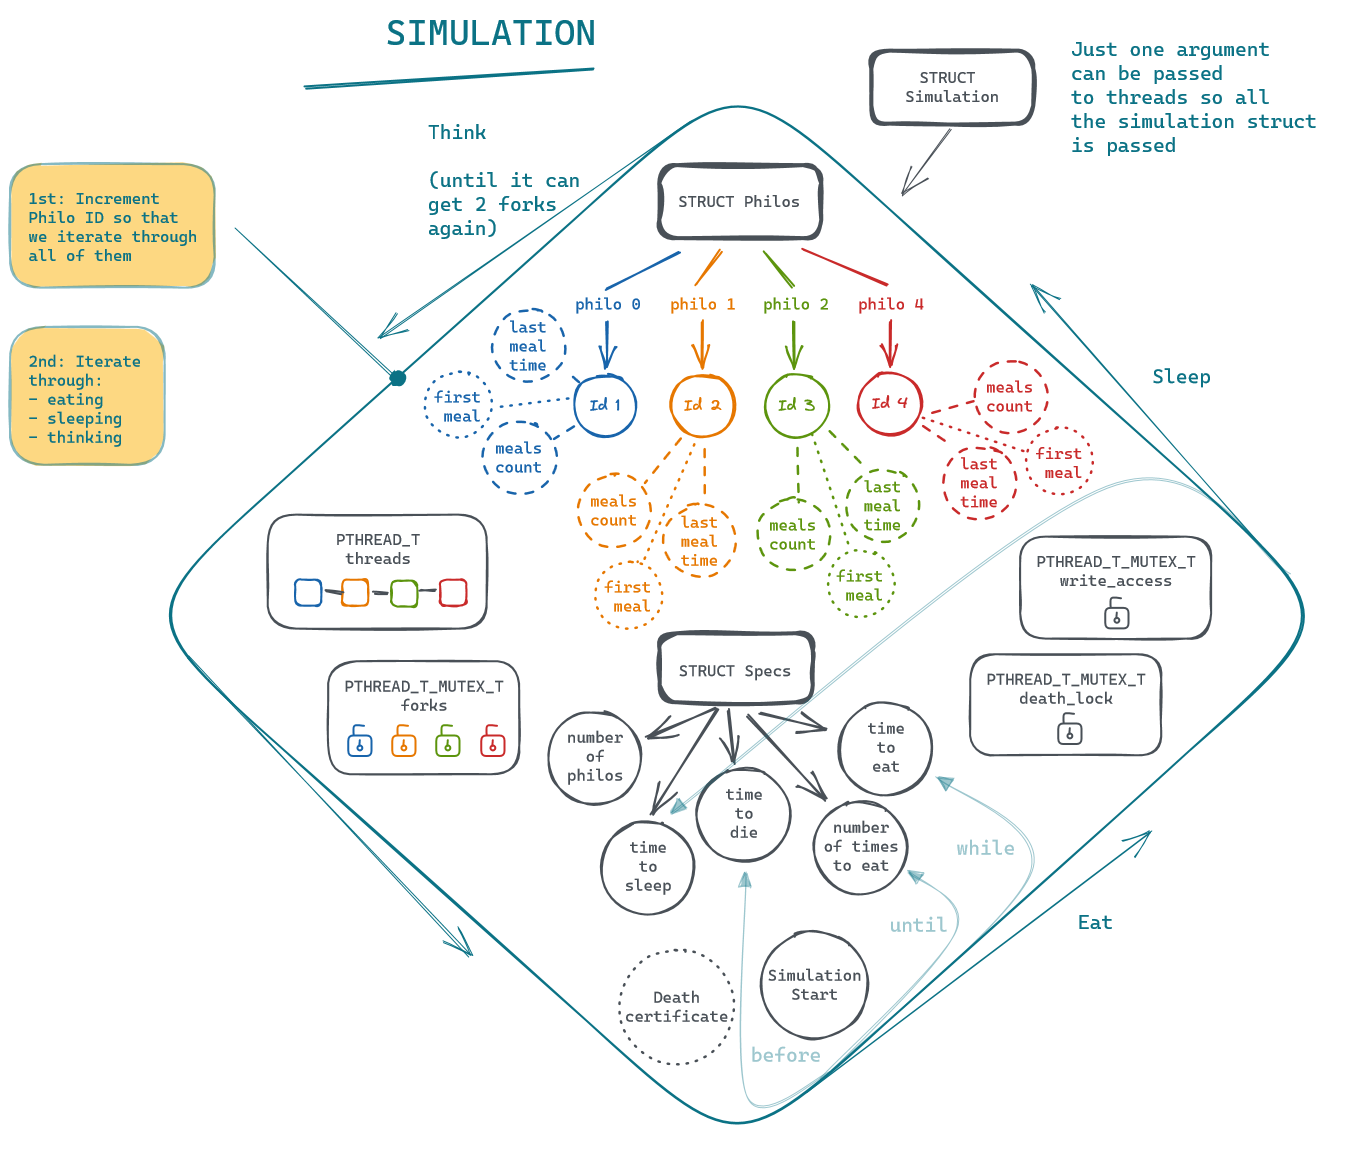 SIMULATION
STRUCT
Simulation
Just one argument
can be passed
to threads so all
the simulation struct
is passed
Think
(until it can
get 2 forks
again)
1st: Increment
Philo ID so that
we iterate through
all of them
2nd: Iterate
through:
- eating
- sleeping
- thinking
STRUCT Philos
philo 0
philo 1
philo 2
philo 4
last
meal
time
first
meal
meals
count
Id 1
Id 2
Id 3
Id 4
meals
count
last
meal
time
first
meal
meals
count
last
meal
time
first
meal
meals
count
last
meal
time
first
meal
Sleep
PTHREAD_T
threads
PTHREAD_T_MUTEX_T
forks
PTHREAD_T_MUTEX_T
write_access
PTHREAD_T_MUTEX_T
death_lock
STRUCT Specs
number
of
philos
time
to
sleep
time
to
die
number
of times
to eat
time
to
eat
while
until
before
Eat
Simulation
Start
Death
certificate